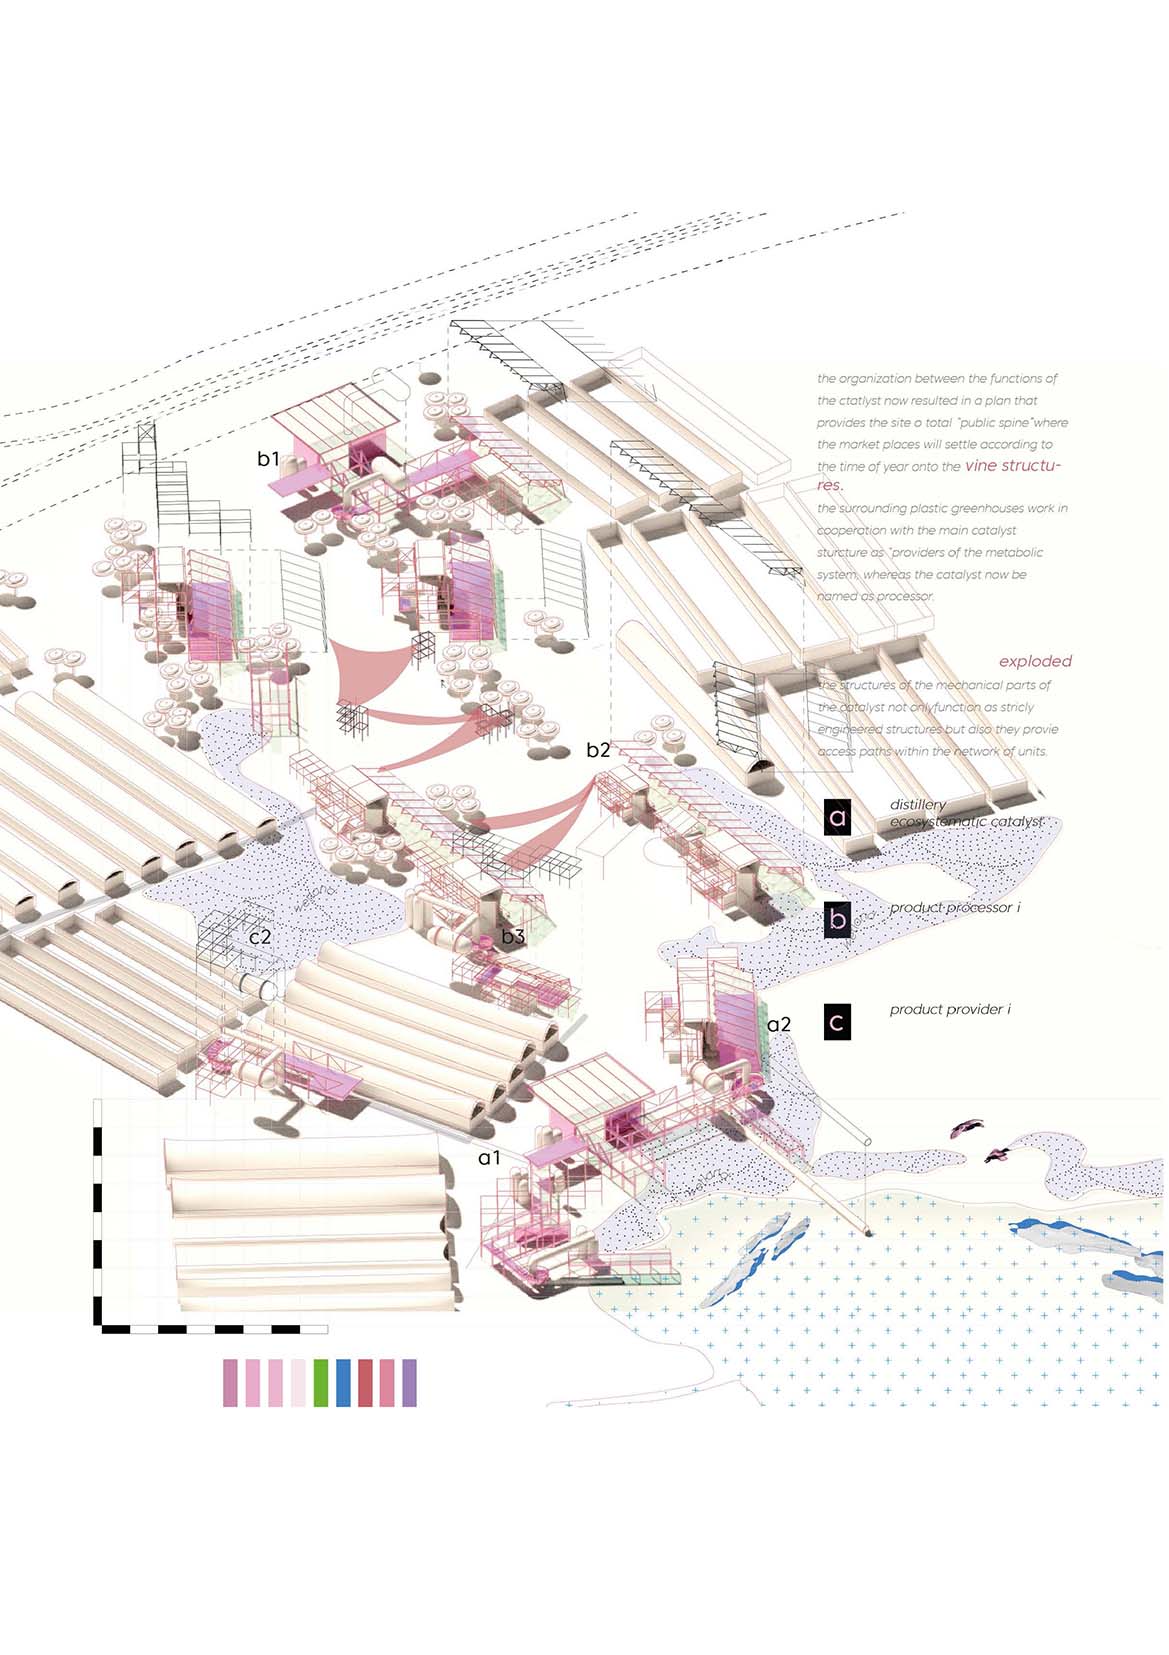 the organization between the functions of
the ctatlyst now resulted in a plan that
provides the site a total "public spine"where
the market places will settle according to
the time of year onto the vine structu-
res.
the surrounding plastic greenhouses work in
cooperation with the main catalyst
sturcture as "providers of the metabolic
system. whereas the catalyst now be
named as processor.
b1
exploded
the structures of the mechanical parts of
the catalyst not onlyfunction as stricly
engineered structures but also they provie
access paths within the network of units.
b2
a
distillery
ecosystematic catalyst
b
product processor i
wetland
c2
b3
c
product provider i
a2
a1
wetland